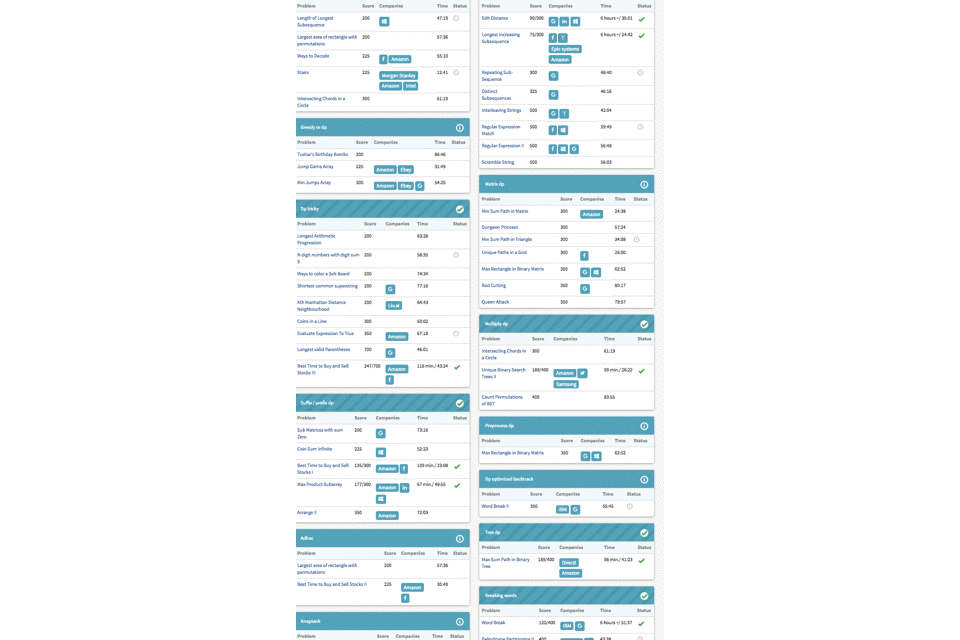 Problem Score Companies Time Status
Length of Longest 200 47:19
Subsequence
Largest area of rectangle with 200 57:36
permutations
Ways to Decode 225 f Amazon 55:10
Stairs 225 Morgan Stanley 12:41
Amazon Intel
Intersecting Chords in a 300 61:19
Circle
Greedy or dp
Problem Score Companies Time Status
Tushar's Birthday Bombs 200 86:46
Jump Game Array 225 Amazon Ebay 31:49
Min Jumps Array 300 Amazon Ebay G 54:25
Dp tricky
Problem Score Companies Time Status
Longest Arithmetic 200 63:28
Progression
N digit numbers with digit sum 200 58:35
S
Ways to color a 3xN Board 200 74:34
Shortest common superstring 200 G 77:16
Kth Manhattan Distance 200 Liv.ai 64:43
Neighbourhood
Coins in a Line 300 50:02
Evaluate Expression To True 350 Amazon 67:18
Longest valid Parentheses 700 G 46:01
Best Time to Buy and Sell 247/700 Amazon 116 min./ 43:24
Stocks III f
Suffix / prefix dp
Problem Score Companies Time Status
Sub Matrices with sum 200 G 73:16
Zero
Coin Sum Infinite 225 52:23
Best Time to Buy and Sell 135/300 Amazon f 109 min./ 23:08
Stocks I
Max Product Subarray 177/300 Amazon in 67 min./ 49:55
Arrange II 350 Amazon 72:03
Adhoc
Problem Score Companies Time Status
Largest area of rectangle with 200 57:36
permutations
Best Time to Buy and Sell Stocks II 225 Amazon 30:49
f
Knapsack
Problem Score Companies Time Status
Problem Score Companies Time Status
Edit Distance 90/300 G in 6 hours +/ 35:01
Longest Increasing 75/300 f Y 6 hours +/ 24:42
Subsequence Epic systems
Amazon
Repeating Sub- 300 G 48:40
Sequence
Distinct 325 G 46:16
Subsequences
Interleaving Strings 500 G Y 42:04
Regular Expression 500 f 59:49
Match
Regular Expression II 500 f G 56:48
Scramble String 500 56:03
Matrix dp
Problem Score Companies Time Status
Min Sum Path in Matrix 300 Amazon 24:38
Dungeon Princess 300 57:24
Min Sum Path in Triangle 300 34:08
Unique Paths in a Grid 300 f 26:00
Max Rectangle in Binary Matrix 350 G 62:52
Rod Cutting 350 G 80:17
Queen Attack 350 73:57
Multiply dp
Problem Score Companies Time Status
Intersecting Chords in 300 61:19
a Circle
Unique Binary Search 189/400 Amazon 99 min./ 26:22
Trees II Samsung
Count Permutations 400 83:55
of BST
Preprocess dp
Problem Score Companies Time Status
Max Rectangle in Binary Matrix 350 G 62:52
Dp optimized backtrack
Problem Score Companies Time Status
Word Break II 350 IBM G 55:45
Tree dp
Problem Score Companies Time Status
Max Sum Path in Binary 189/400 Directi 98 min./ 41:23
Tree Amazon
Breaking words
Problem Score Companies Time Status
Word Break 120/400 IBM G 6 hours +/ 51:37
Palindrome Partitioning II 400